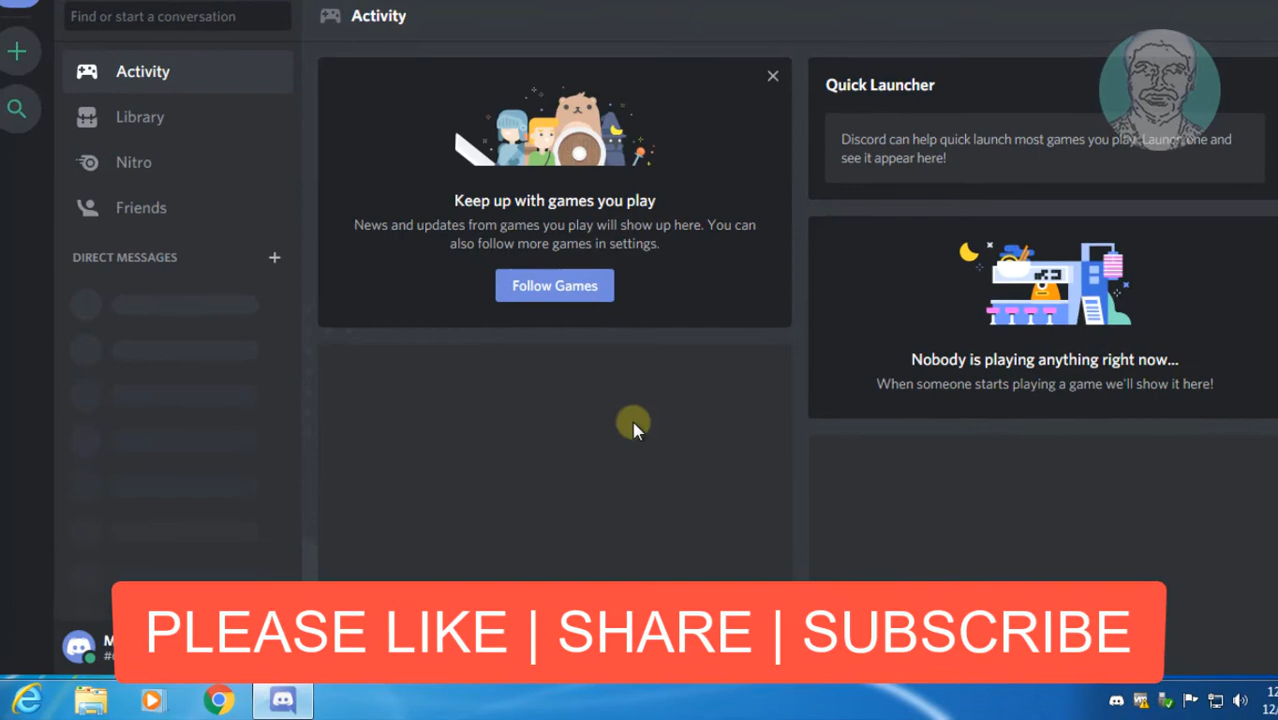 Find or start a conversation
Activity
Activity
Library
Nitro
Friends
DIRECT MESSAGES +
Keep up with games you play
News and updates from games you play will show up here. You can
also follow more games in settings.
Follow Games
Quick Launcher
Discord can help quick launch most games you play. Launch one and
see it appear here!
Nobody is playing anything right now...
When someone starts playing a game we'll show it here!
M
PLEASE LIKE | SHARE | SUBSCRIBE